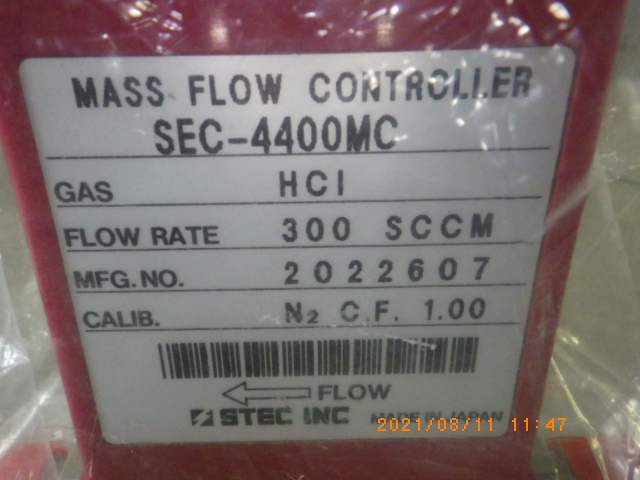 MASS FLOW CONTROLLER
SEC-4400MC
GAS HCl
FLOW RATE 300 SCCM
MFG.NO. 2022607
CALIB. N₂ C.F. 1.00
FLOW
STEC INC MADE IN JAPAN
2021/08/11 11:47